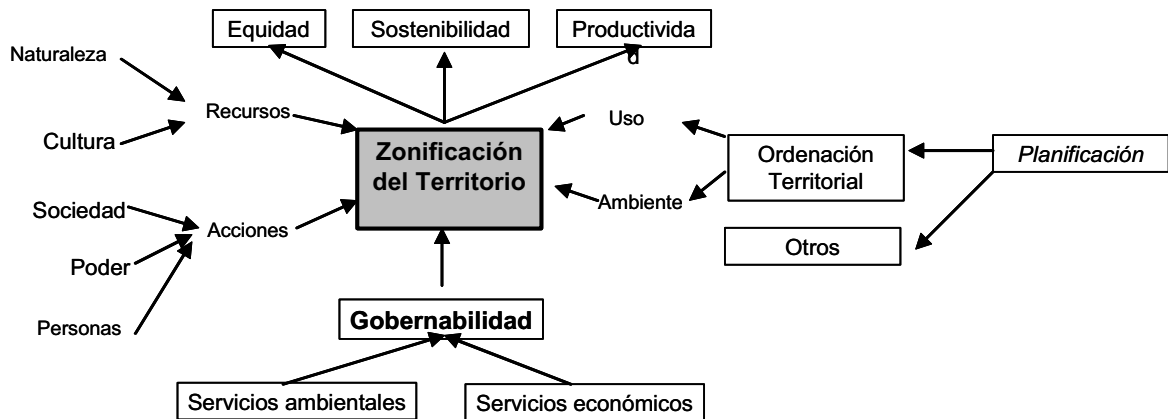 Equidad
Sostenibilidad
Productivida
d
Naturaleza
Recursos
Uso
Cultura
Zonificación
del Territorio
Ordenación
Territorial
Planificación
Sociedad
Acciones
Ambiente
Poder
Otros
Personas
Gobernabilidad
Servicios ambientales
Servicios económicos